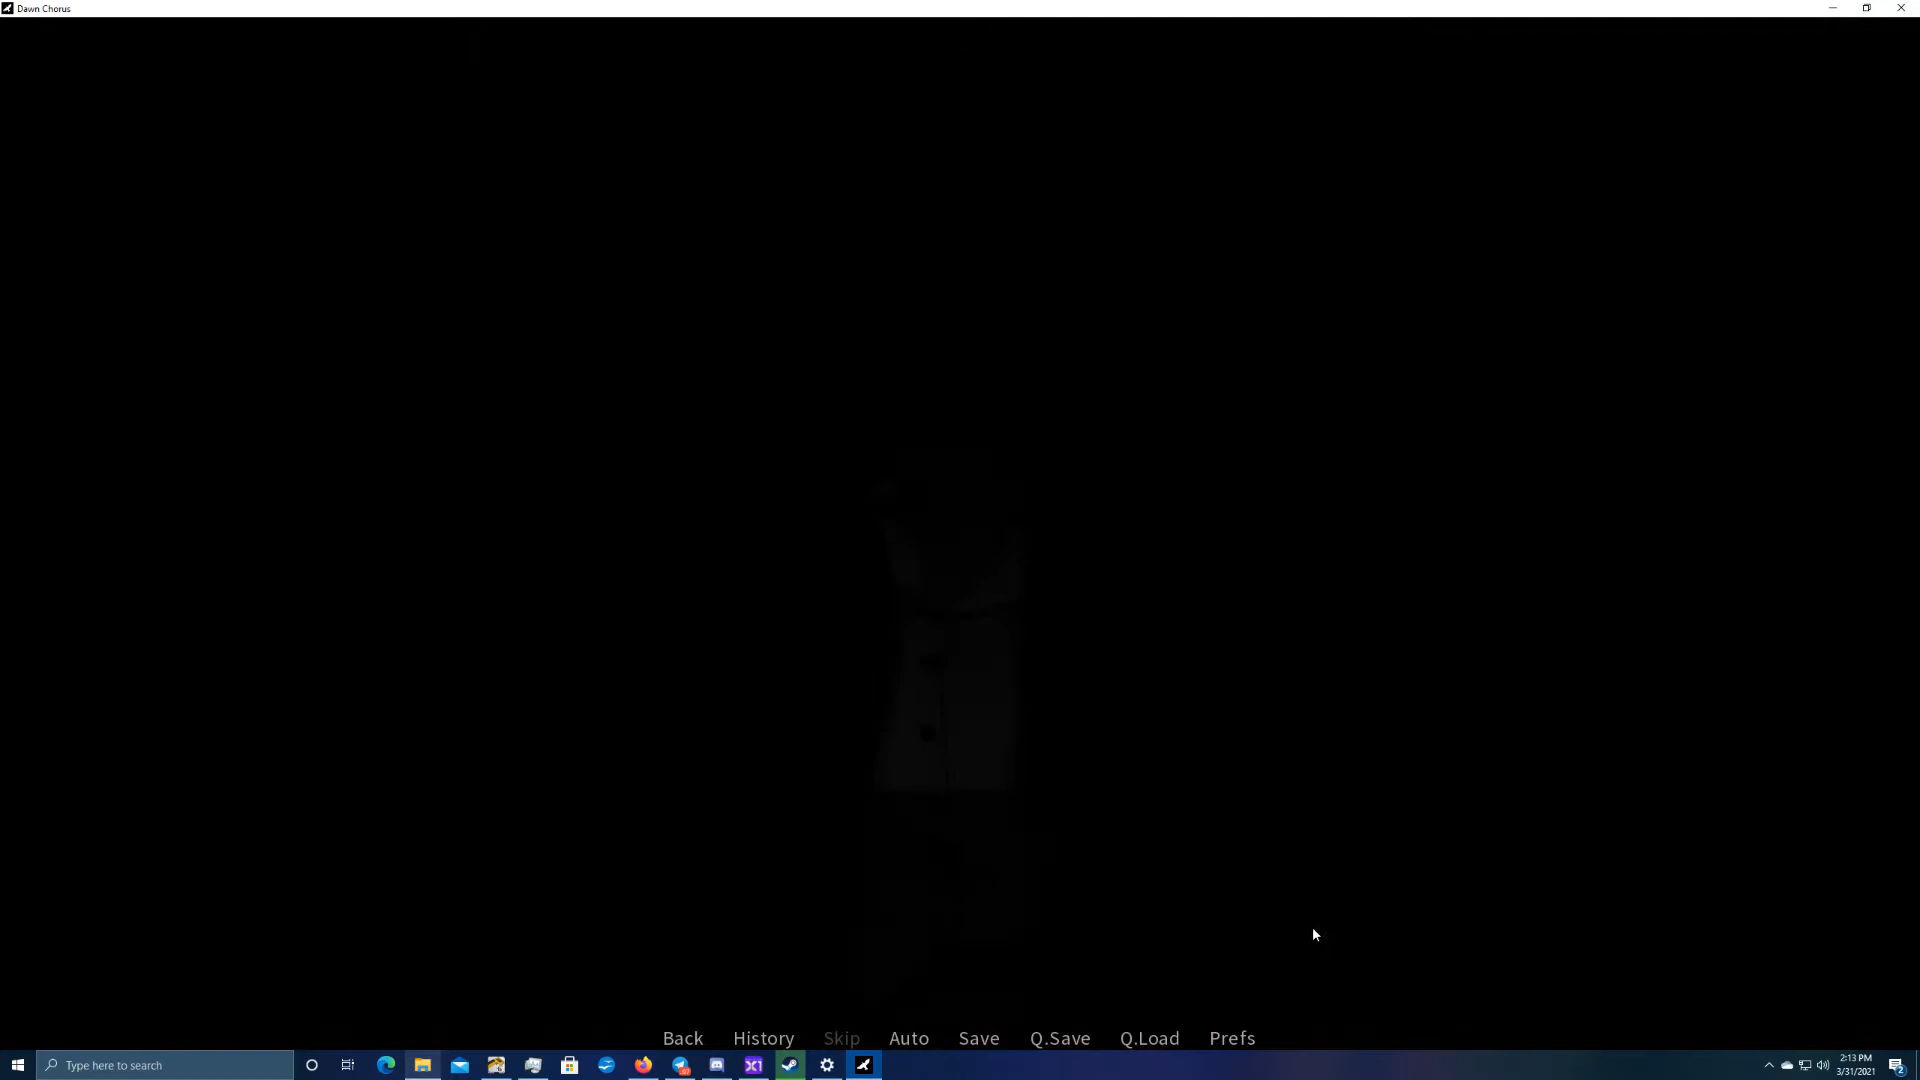 Dawn Chorus
Back History Skip Auto Save Q.Save Q.Load Prefs
Type here to search
2:13 PM
3/31/2021